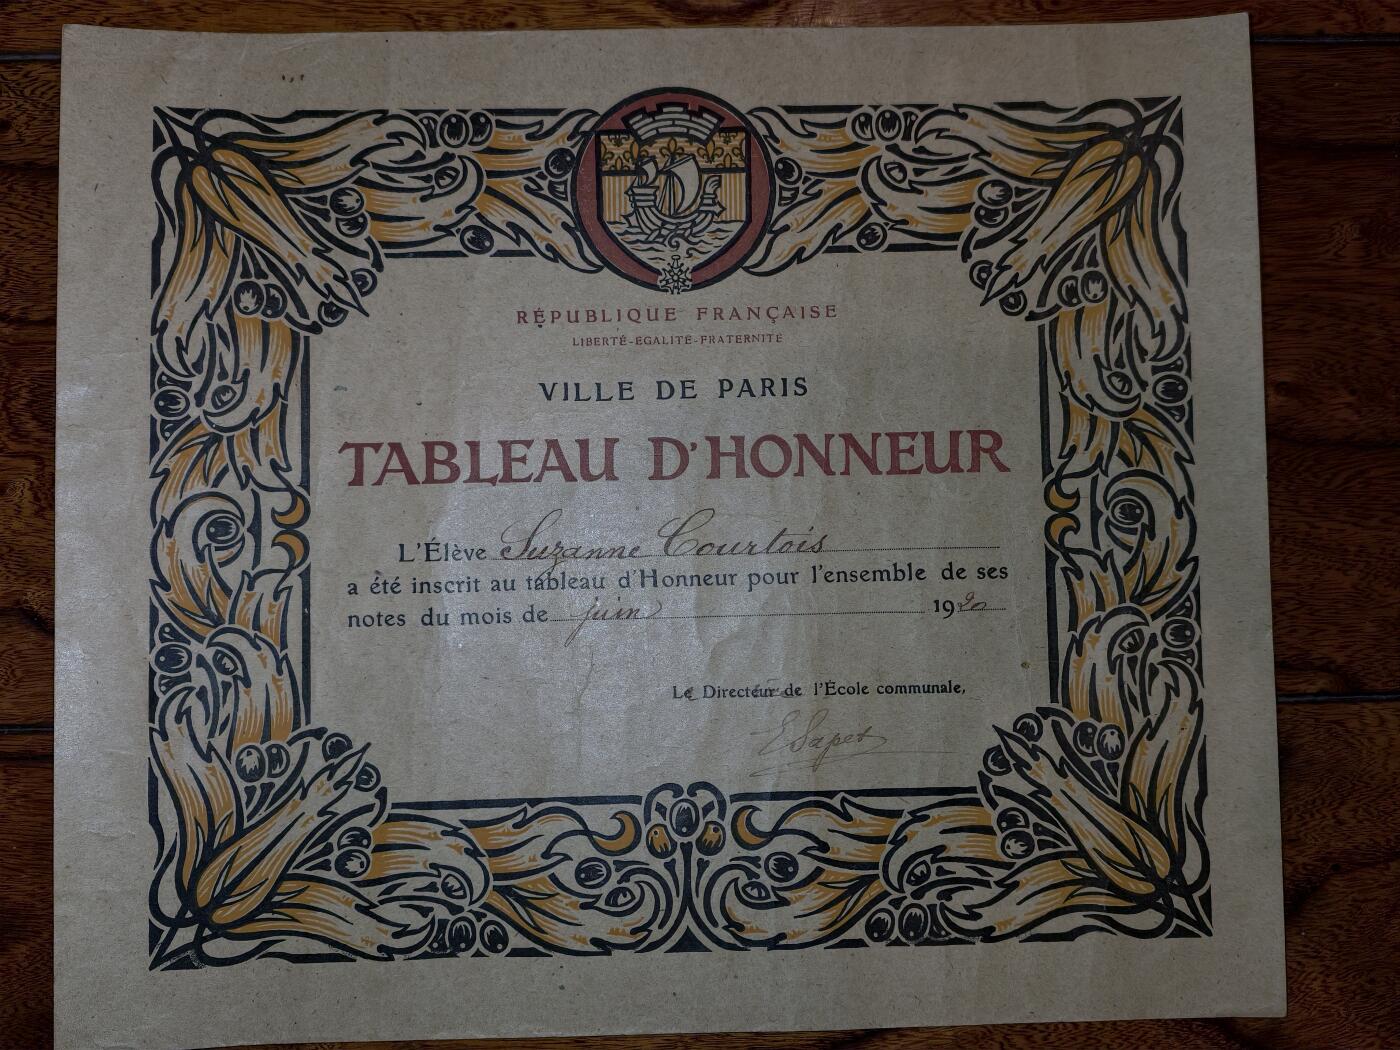 RÉPUBLIQUE FRANÇAISE
LIBERTÉ-EGALITÉ-FRATERNITÉ
VILLE DE PARIS
TABLEAU D'HONNEUR
L'Élève Suzanne Courtois
a été inscrit au tableau d'Honneur pour l'ensemble de ses
notes du mois de juin 1920
Le Directeur de l'École communale,
E Sapet